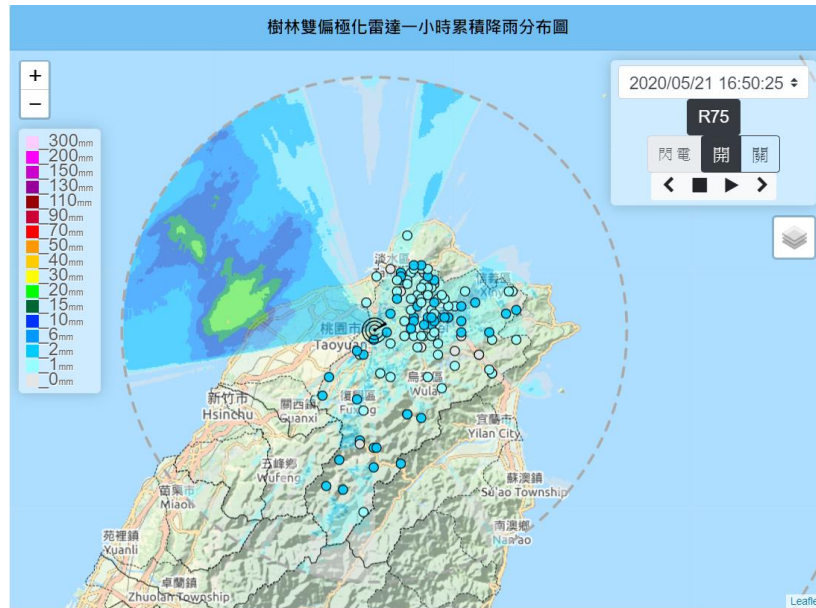 樹林雙偏極化雷達一小時累積降雨分布圖
+
−
2020/05/21 16:50:25
R75
閃電 開 關
300mm
200mm
150mm
130mm
110mm
90mm
70mm
50mm
40mm
30mm
20mm
15mm
10mm
6mm
2mm
1mm
0mm
淡水區
信義區
桃園市
Taoyuan
烏來區
Wulai
新竹市
Hsinchu
關西鎮
Guanxi
復興區
Fuxing
宜蘭市
Yilan City
五峰鄉
Wufeng
蘇澳鎮
Su'ao Township
苗栗市
Miaoli
南澳鄉
Nan'ao
苑裡鎮
Yuanli
卓蘭鎮
Zhuolan Township